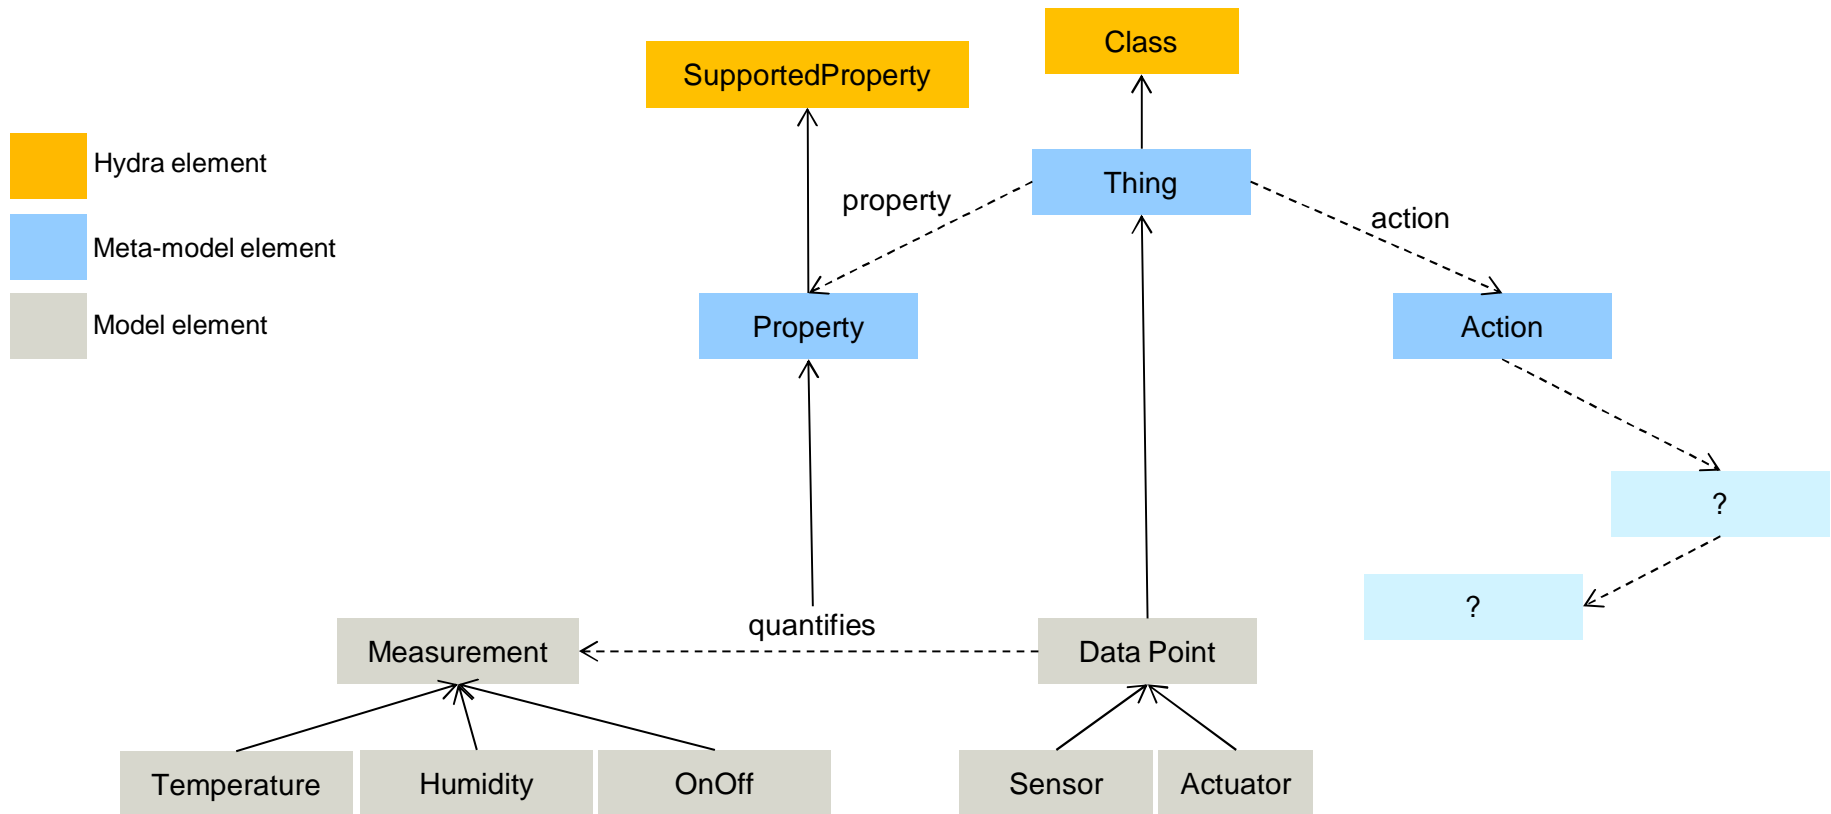 Class
SupportedProperty
Hydra element
Thing
property
action
Meta-model element
Property
Action
Model element
?
?
quantifies
Measurement
Data Point
Temperature
Humidity
OnOff
Sensor
Actuator